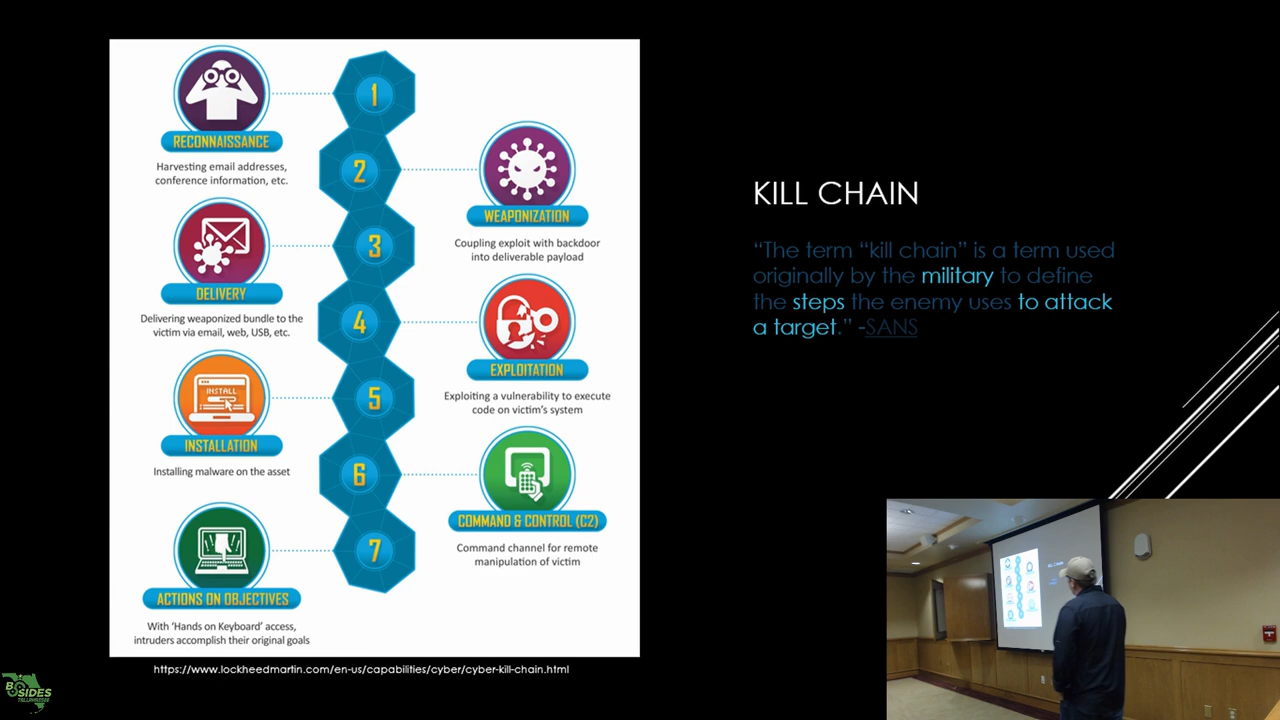 1
RECONNAISSANCE
Harvesting email addresses,
conference information, etc.
2
WEAPONIZATION
Coupling exploit with backdoor
into deliverable payload
3
DELIVERY
Delivering weaponized bundle to the
victim via email, web, USB, etc.
4
EXPLOITATION
Exploiting a vulnerability to execute
code on victim's system
5
INSTALL
INSTALLATION
Installing malware on the asset
6
COMMAND & CONTROL (C2)
Command channel for remote
manipulation of victim
7
ACTIONS ON OBJECTIVES
With 'Hands on Keyboard' access,
intruders accomplish their original goals
https://www.lockheedmartin.com/en-us/capabilities/cyber/cyber-kill-chain.html
KILL CHAIN
“The term “kill chain” is a term used
originally by the military to define
the steps the enemy uses to attack
a target.” -SANS
KILL CHAIN
BSIDES
TALLAHASSEE